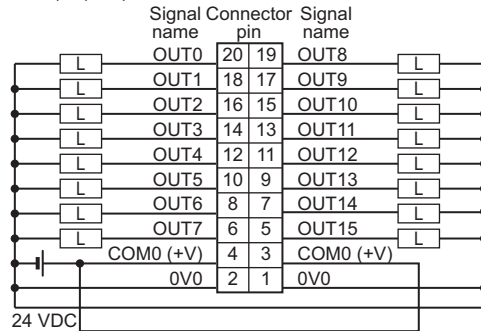 Signal name Connector pin Signal name
OUT0 20 19 OUT8
L L
OUT1 18 17 OUT9
L L
OUT2 16 15 OUT10
L L
OUT3 14 13 OUT11
L L
OUT4 12 11 OUT12
L L
OUT5 10 9 OUT13
L L
OUT6 8 7 OUT14
L L
OUT7 6 5 OUT15
L L
COM0 (+V) 4 3 COM0 (+V)
0V0 2 1 0V0
24 VDC